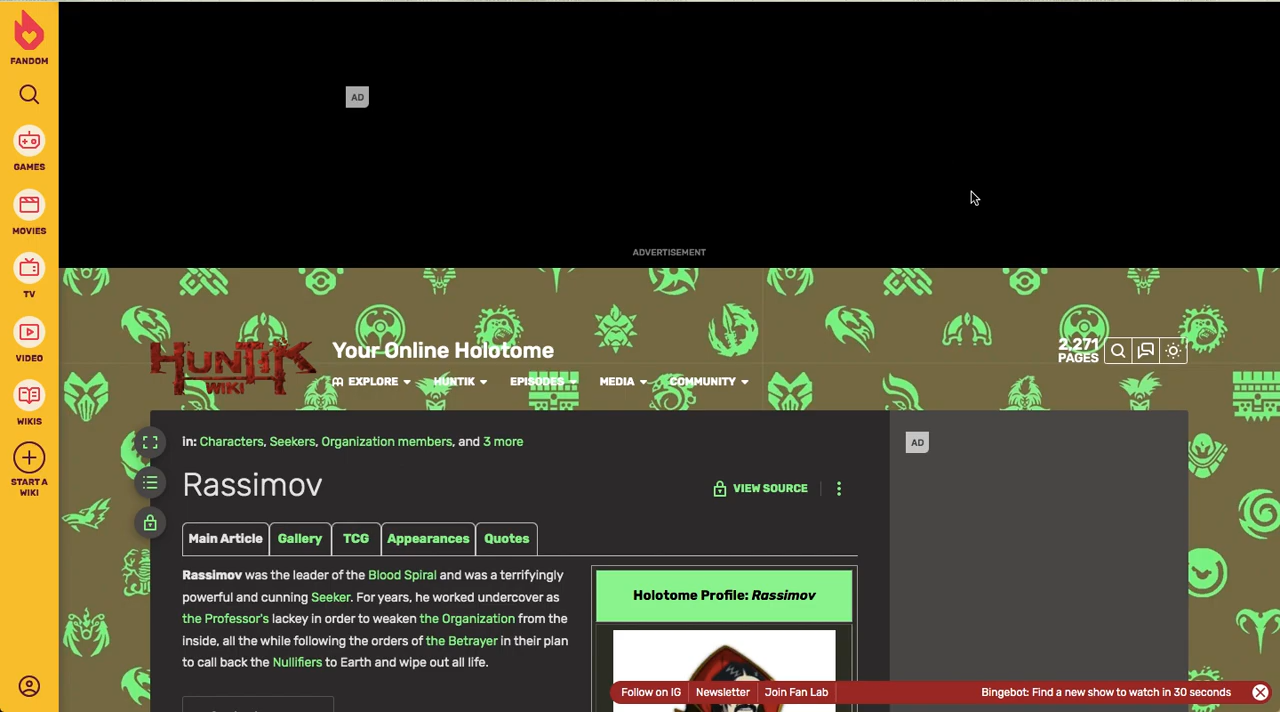 FANDOM
GAMES
MOVIES
TV
VIDEO
WIKIS
START A
WIKI
AD
ADVERTISEMENT
HUNTIK
WIKI
Your Online Holotome
EXPLORE HUNTIK EPISODES MEDIA COMMUNITY
2,271
PAGES
in: Characters, Seekers, Organization members, and 3 more
AD
Rassimov
VIEW SOURCE
Main Article Gallery TCG Appearances Quotes
Rassimov was the leader of the Blood Spiral and was a terrifyingly
powerful and cunning Seeker. For years, he worked undercover as
the Professor's lackey in order to weaken the Organization from the
inside, all the while following the orders of the Betrayer in their plan
to call back the Nullifiers to Earth and wipe out all life.
Holotome Profile: Rassimov
Follow on IG Newsletter Join Fan Lab Bingebot: Find a new show to watch in 30 seconds